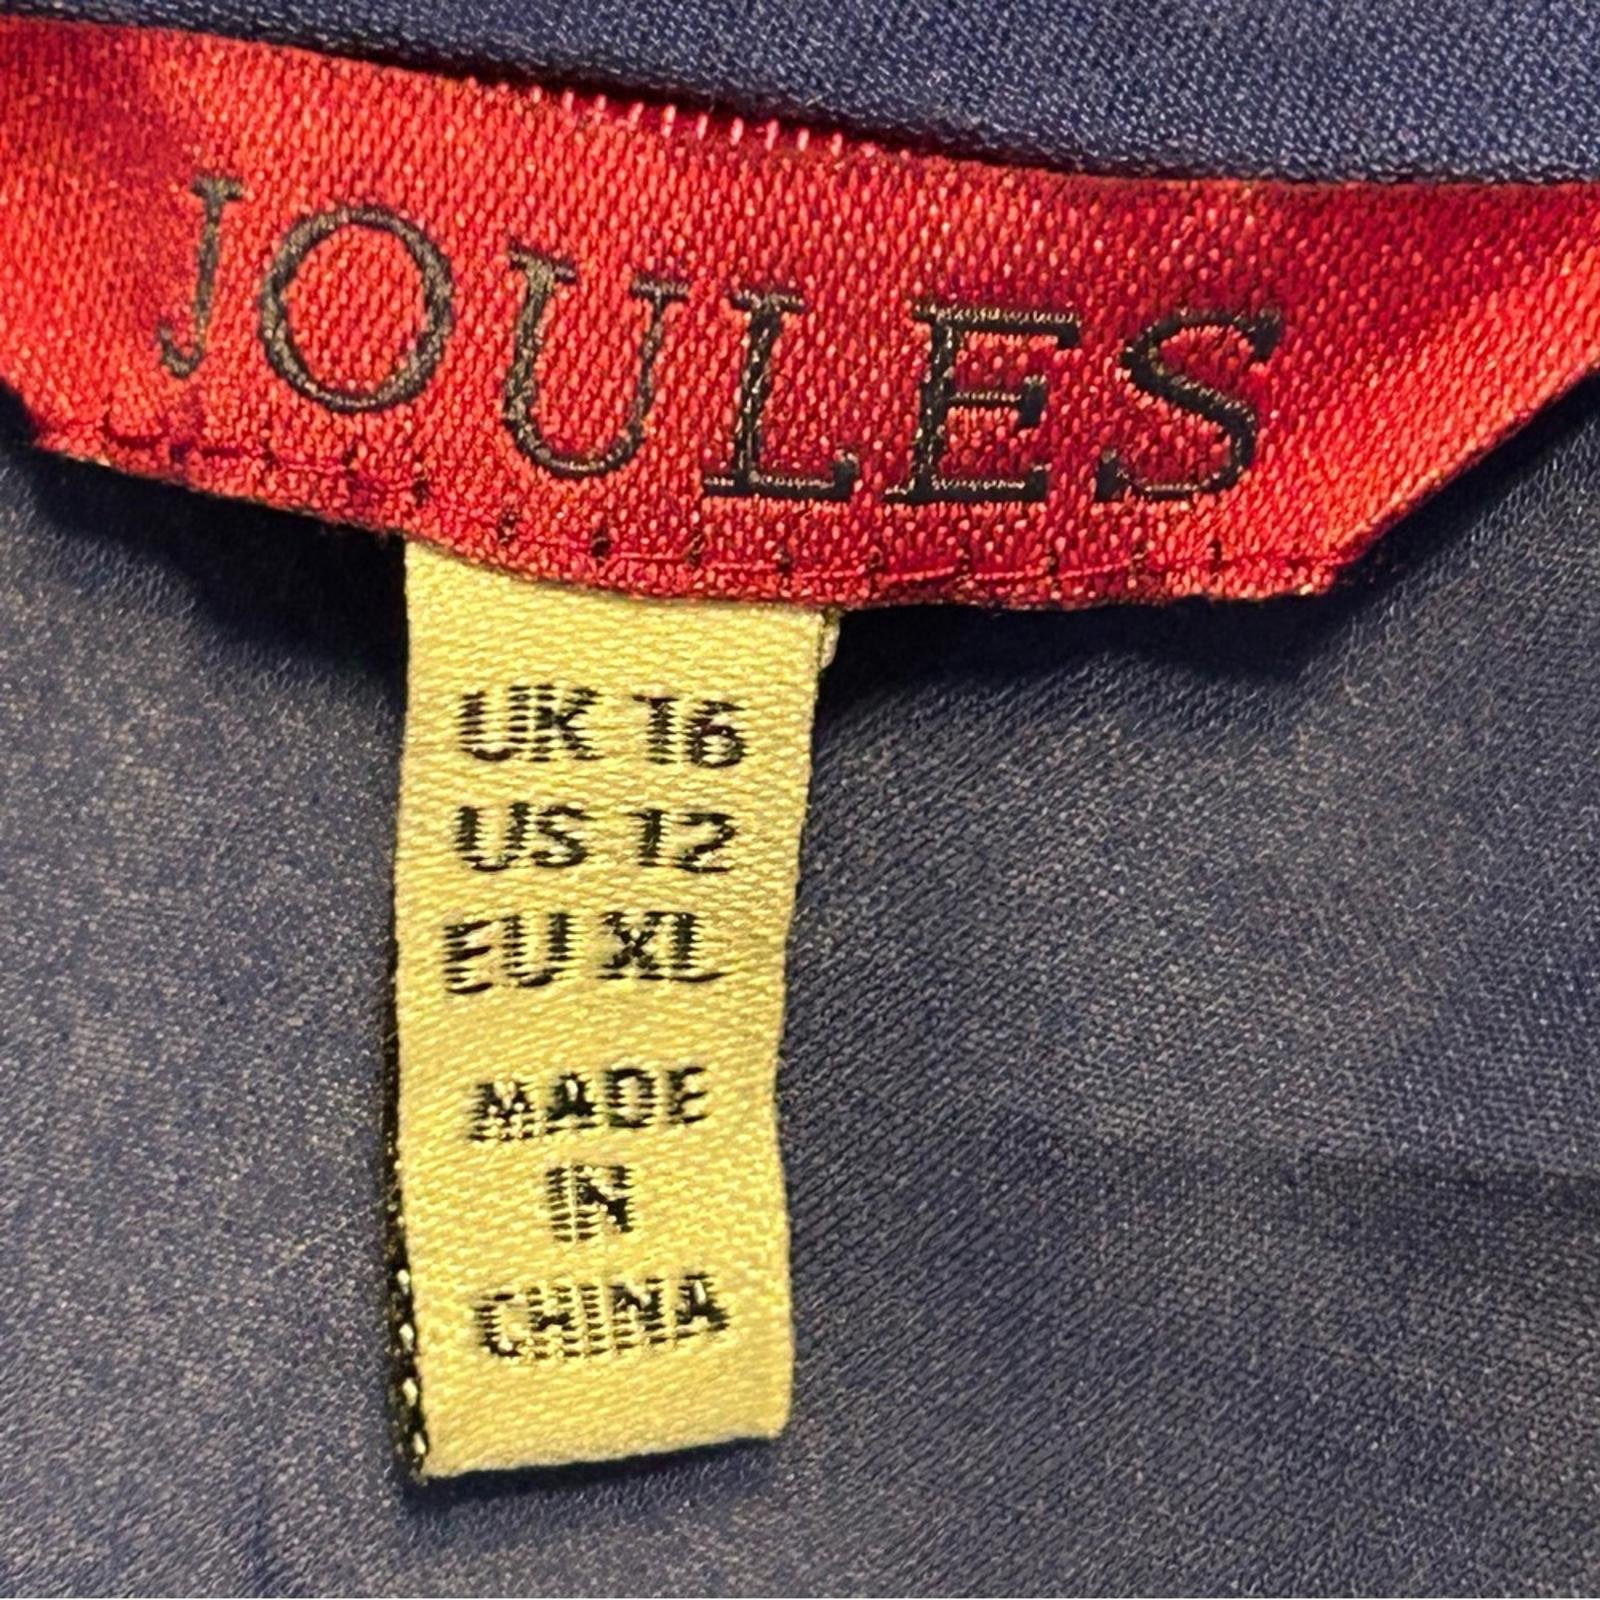 JOULES
UK 16
US 12
EU XL
MADE
IN
CHINA